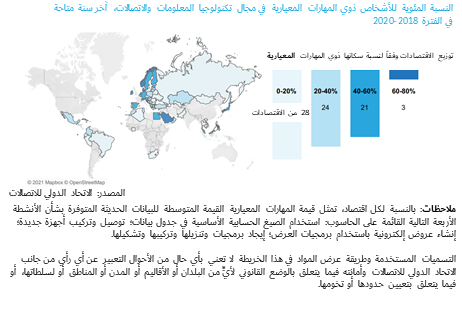 النسبة المئوية للأشخاص ذوي المهارات المعيارية في مجال تكنولوجيا المعلومات والاتصالات، آخر سنة متاحة
في الفترة 2018-2020
توزيع الاقتصادات وفقاً لنسبة سكانها ذوي المهارات المعيارية
0-20% 20-40% 40-60% 60-80%
28 من الاقتصادات 24 21 3
© 2021 Mapbox © OpenStreetMap
المصدر: الاتحاد الدولي للاتصالات
ملاحظات: بالنسبة لكل اقتصاد، تمثل قيمة المهارات المعيارية القيمة المتوسطة للبيانات الحديثة المتوفرة بشأن الأنشطة
الأربعة التالية القائمة على الحاسوب: استخدام الصيغ الحسابية الأساسية في جدول بيانات؛ توصيل وتركيب أجهزة جديدة؛
إنشاء عروض إلكترونية باستخدام برمجيات العرض؛ إيجاد برمجيات وتنزيلها وتركيبها وتشكيلها.
التسميات المستخدمة وطريقة عرض المواد في هذا الخريطة لا تعني بأي حال من الأحوال التعبير عن أي رأي من جانب
الاتحاد الدولي للاتصالات وأمانته فيما يتعلق بالوضع القانوني لأيٍّ من البلدان أو الأقاليم أو المدن أو المناطق أو لسلطاتها، أو
فيما يتعلق بتعيين حدودها أو تخومها.